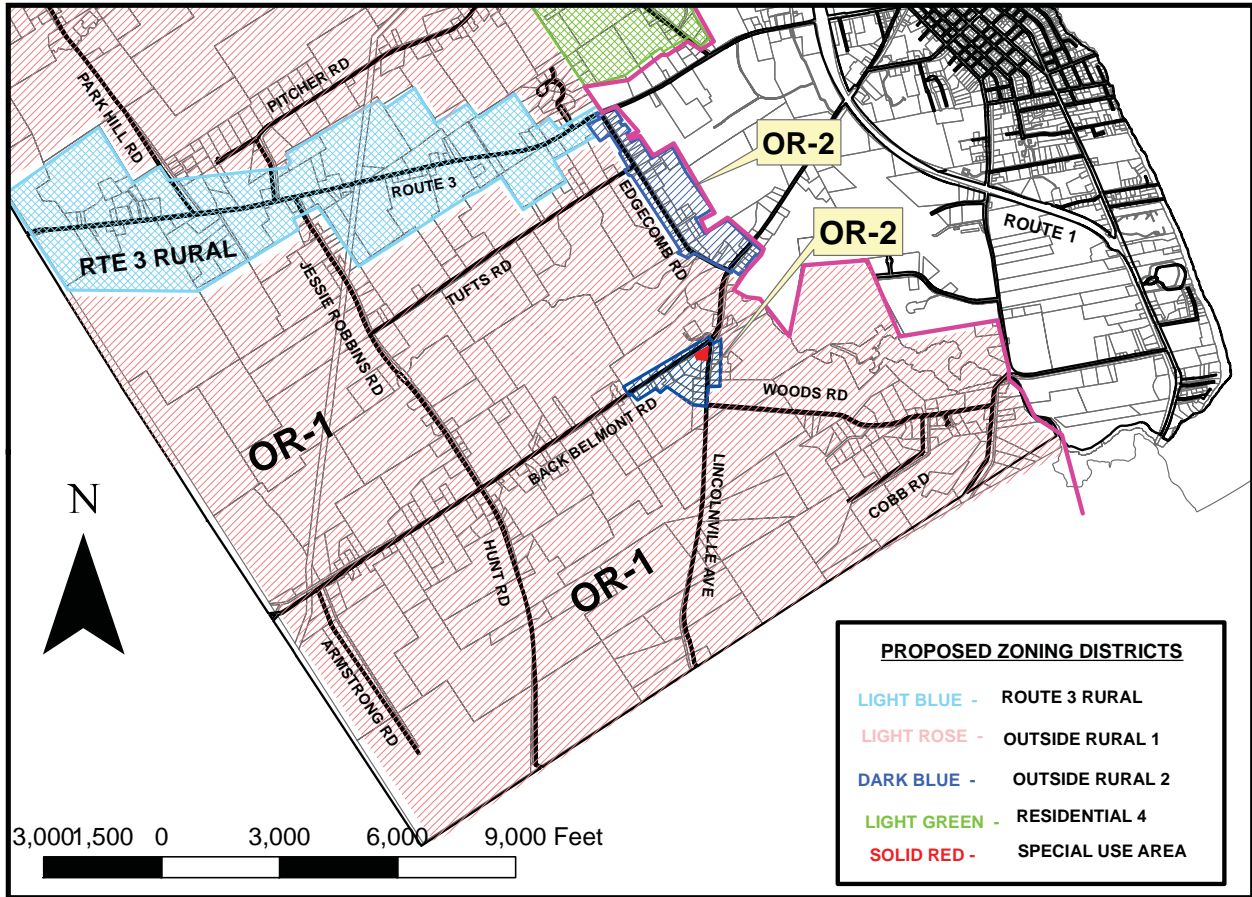 PARK HILL RD
PITCHER RD
OR-2
ROUTE 3
EDGECOMB RD
OR-2
ROUTE 1
RTE 3 RURAL
JESSIE ROBBINS RD
TUFTS RD
WOODS RD
OR-1
BACK BELMONT RD
LINCOLNVILLE AVE
COBB RD
N
HUNT RD
OR-1
ARMSTRONG RD
PROPOSED ZONING DISTRICTS
LIGHT BLUE - ROUTE 3 RURAL
LIGHT ROSE - OUTSIDE RURAL 1
DARK BLUE - OUTSIDE RURAL 2
LIGHT GREEN - RESIDENTIAL 4
SOLID RED - SPECIAL USE AREA
3,000 1,500 0 3,000 6,000 9,000 Feet